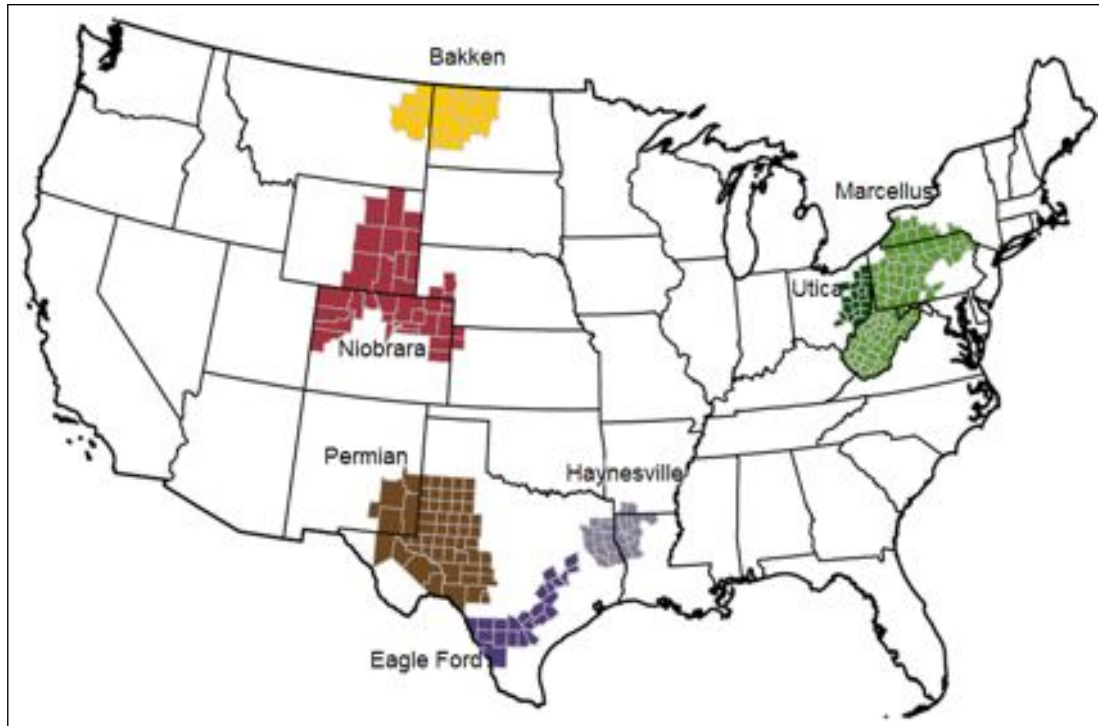 Bakken
Marcellus
Utica
Niobrara
Permian
Haynesville
Eagle Ford